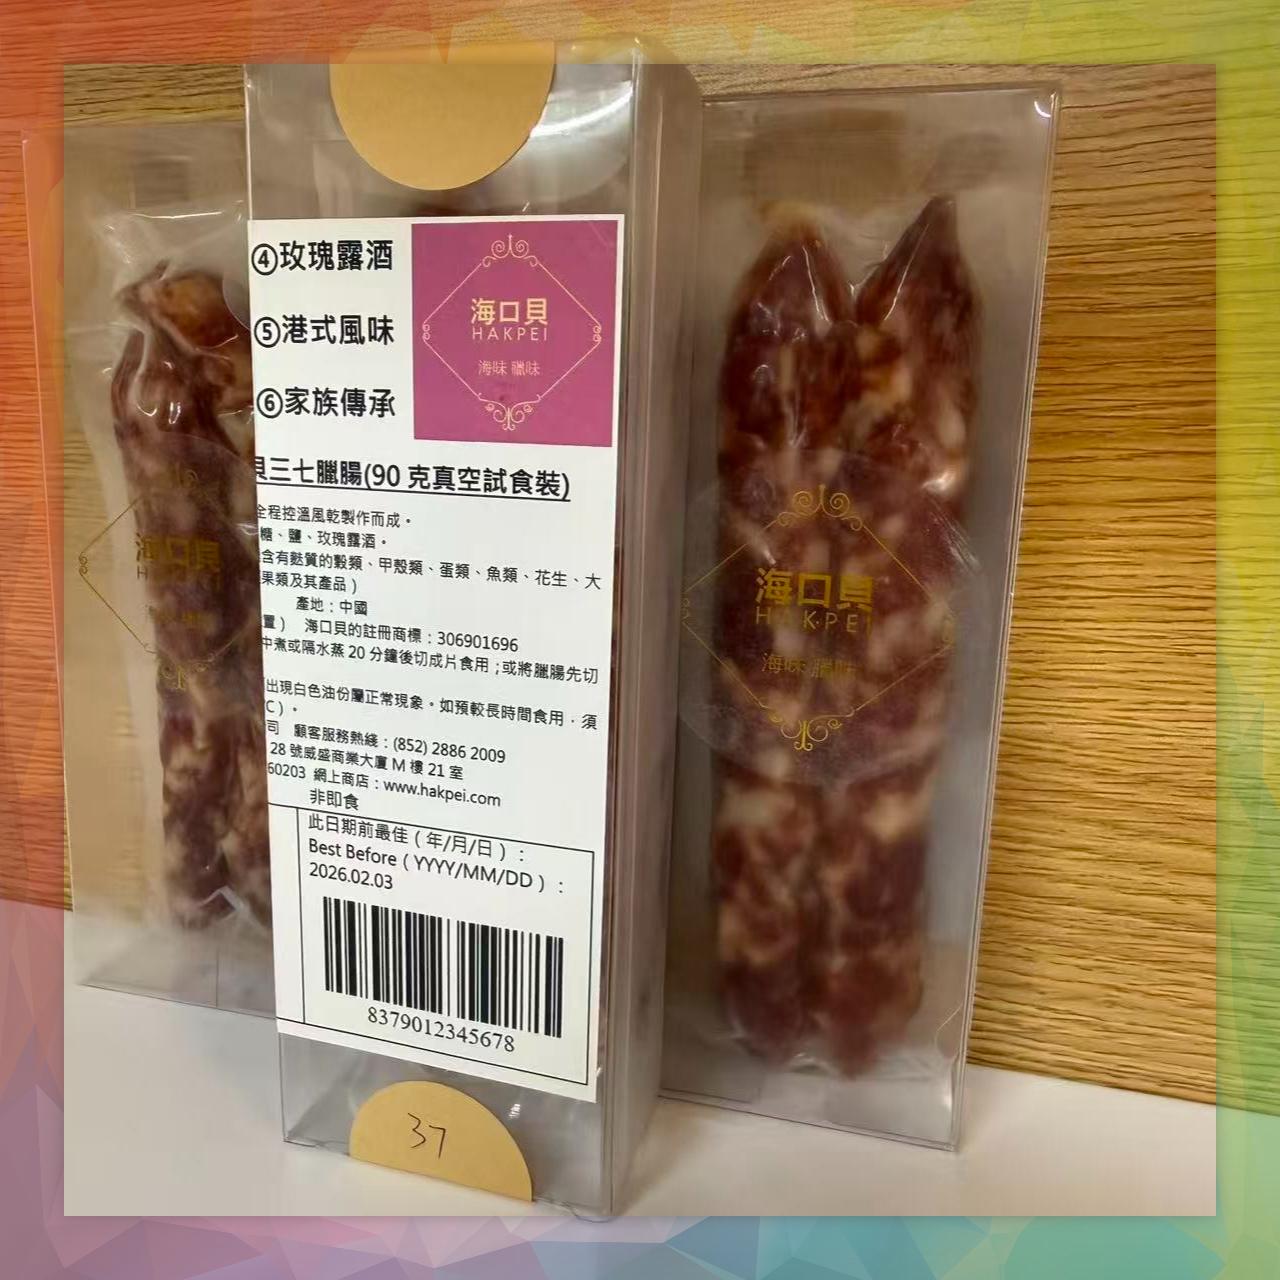 ④玫瑰露酒
⑤港式風味
⑥家族傳承
海口貝
HAKPEI
海味 臘味
貝三七臘腸(90 克真空試食裝)
全程控溫風乾製作而成。
糖、鹽、玫瑰露酒。
含有麩質的穀類、甲殼類、蛋類、魚類、花生、大
果類及其產品）
產地：中國
置） 海口貝的註冊商標：306901696
中煮或隔水蒸 20 分鐘後切成片食用；或將臘腸先切
出現白色油份屬正常現象。如預較長時間食用，須
C）。
司 顧客服務熱綫：(852) 2886 2009
28 號威盛商業大廈 M 樓 21 室
60203 網上商店：www.hakpei.com
非即食
此日期前最佳（年/月/日）：
Best Before（YYYY/MM/DD）：
2026.02.03
8379012345678
37
海口貝
HAKPEI
海味 臘味
海口貝